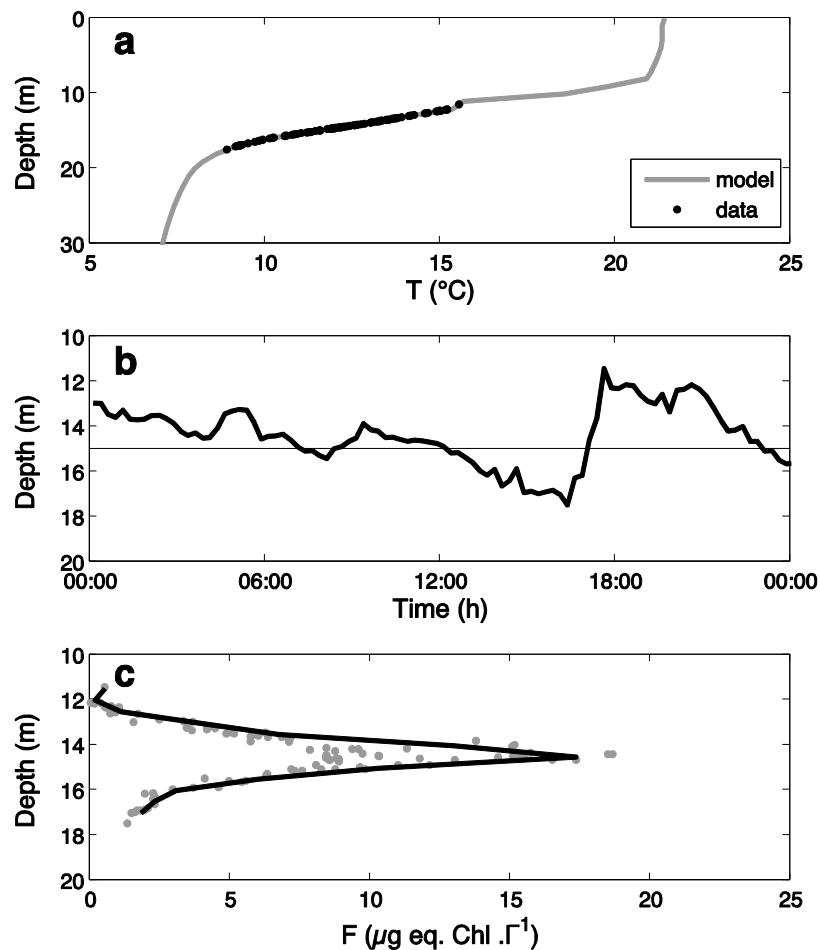 a
0
10
20
30
Depth (m)
model
data
5 10 15 20 25
T (°C)
b
10
12
14
16
18
20
Depth (m)
00:00 06:00 12:00 18:00 00:00
Time (h)
c
10
12
14
16
18
20
Depth (m)
0 5 10 15 20 25
F (µg eq. Chl .Γ¹)